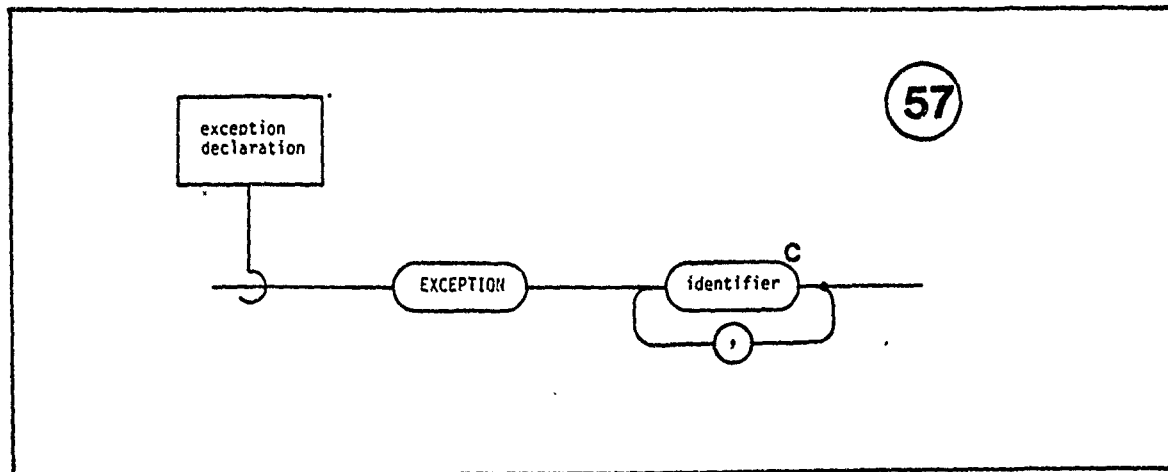 57
exception
declaration
C
EXCEPTION
identifier
,